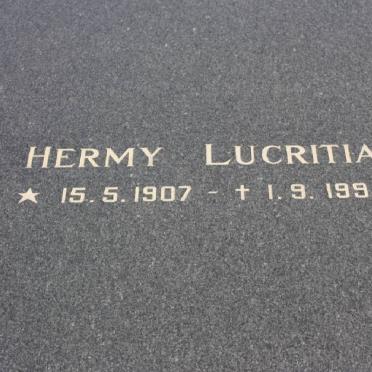 HERMY LUCRITIA
★ 15.5.1907 - † 1.9.199